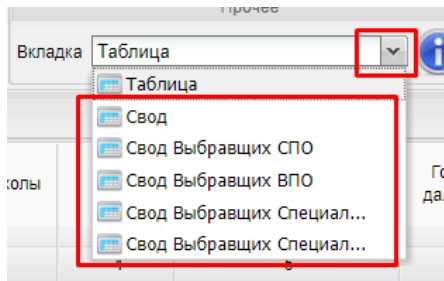 Прочее
Вкладка Таблица
Таблица
Свод
Свод Выбравщих СПО
Свод Выбравщих ВПО
Свод Выбравщих Специал...
Свод Выбравщих Специал...
колы
Го
да